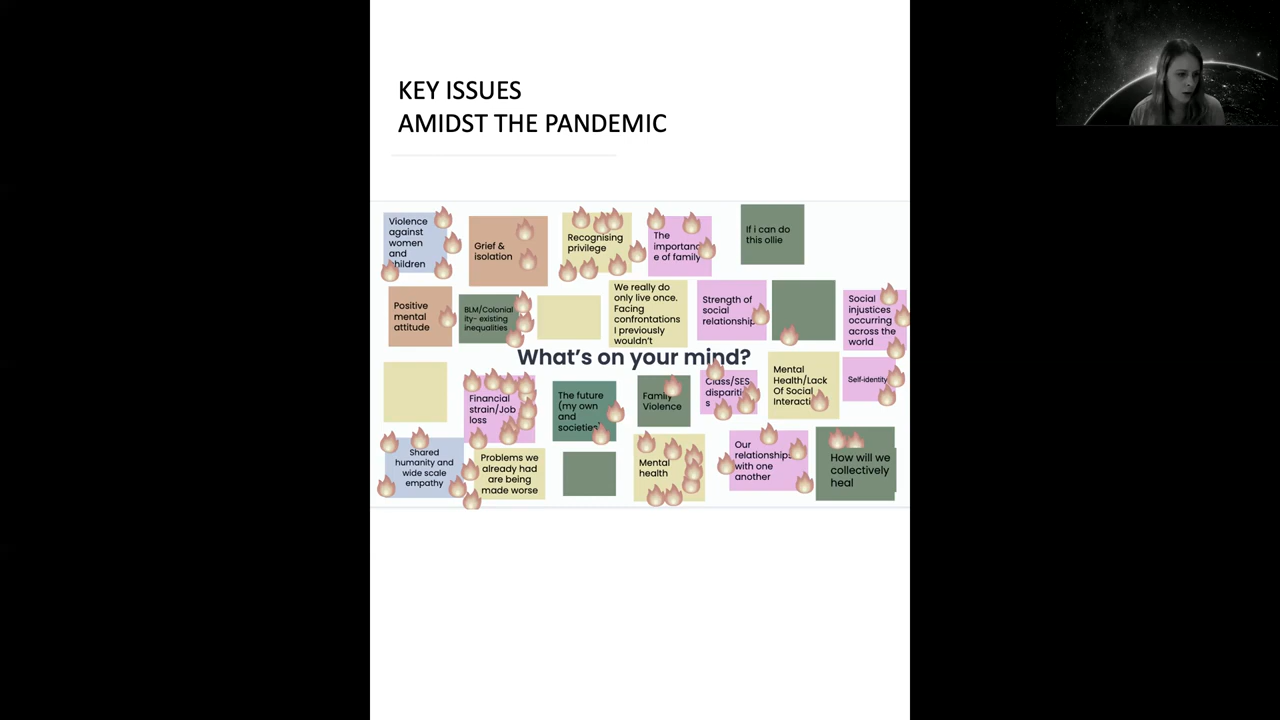 KEY ISSUES
AMIDST THE PANDEMIC
Violence
against
women
and
children
Grief &
isolation
Recognising
privilege
The
importanc
e of family
If i can do
this ollie
Positive
mental
attitude
BLM/Colonial
ity- existing
inequalities
We really do
only live once.
Facing
confrontations
I previously
wouldn't
Strength of
social
relationship
Social
injustices
occurring
across the
world
What's on your mind?
Financial
strain/Job
loss
The future
(my own
and
societies)
Family
Violence
Class/SES
disparitie
s
Mental
Health/Lack
Of Social
Interacti
Self-identity
Shared
humanity and
wide scale
empathy
Problems we
already had
are being
made worse
Mental
health
Our
relationships
with one
another
How will we
collectively
heal